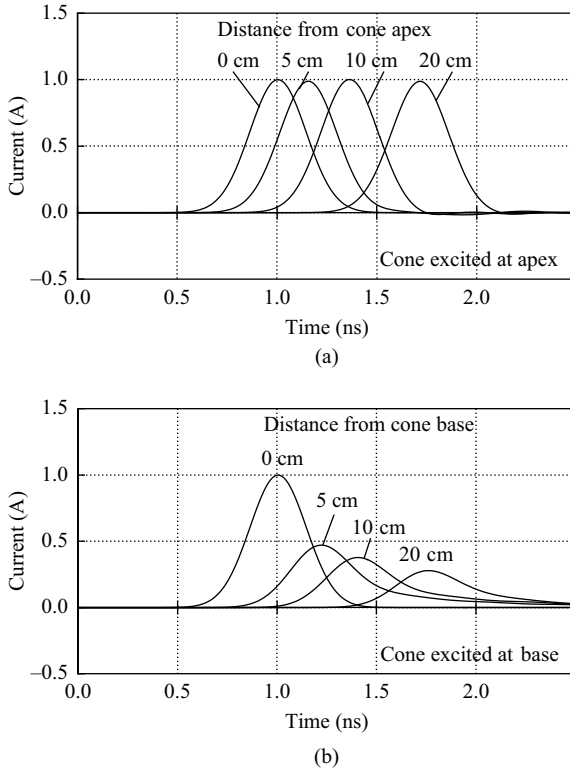 1.5
Distance from cone apex
0 cm 5 cm 10 cm 20 cm
1.0
Current (A)
0.5
0.0
Cone excited at apex
–0.5
0.0 0.5 1.0 1.5 2.0
Time (ns)
(a)
1.5
Distance from cone base
0 cm
1.0
Current (A)
5 cm
0.5
10 cm
20 cm
0.0
Cone excited at base
–0.5
0.0 0.5 1.0 1.5 2.0
Time (ns)
(b)